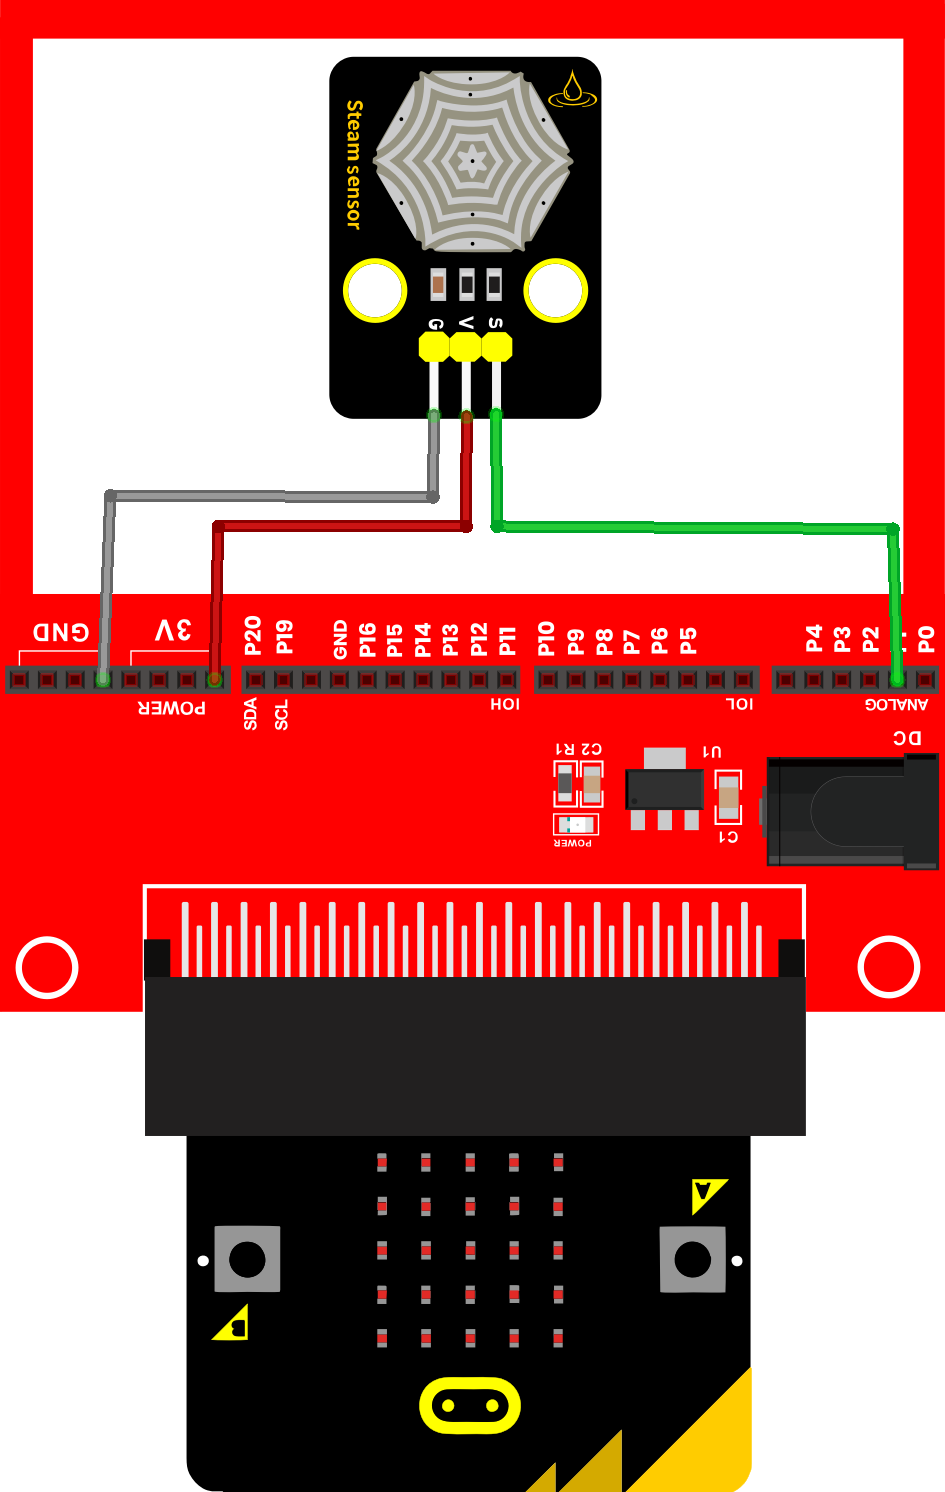 Steam sensor
G V S
GND
3V
P20
P19
GND
P16
P15
P14
P13
P12
P11
P10
P9
P8
P7
P6
P5
P4
P3
P2
P0
POWER
SDA
SCL
IOH
IOL
ANALOG
DC
C2 R1
U1
POWER
C1
A
B